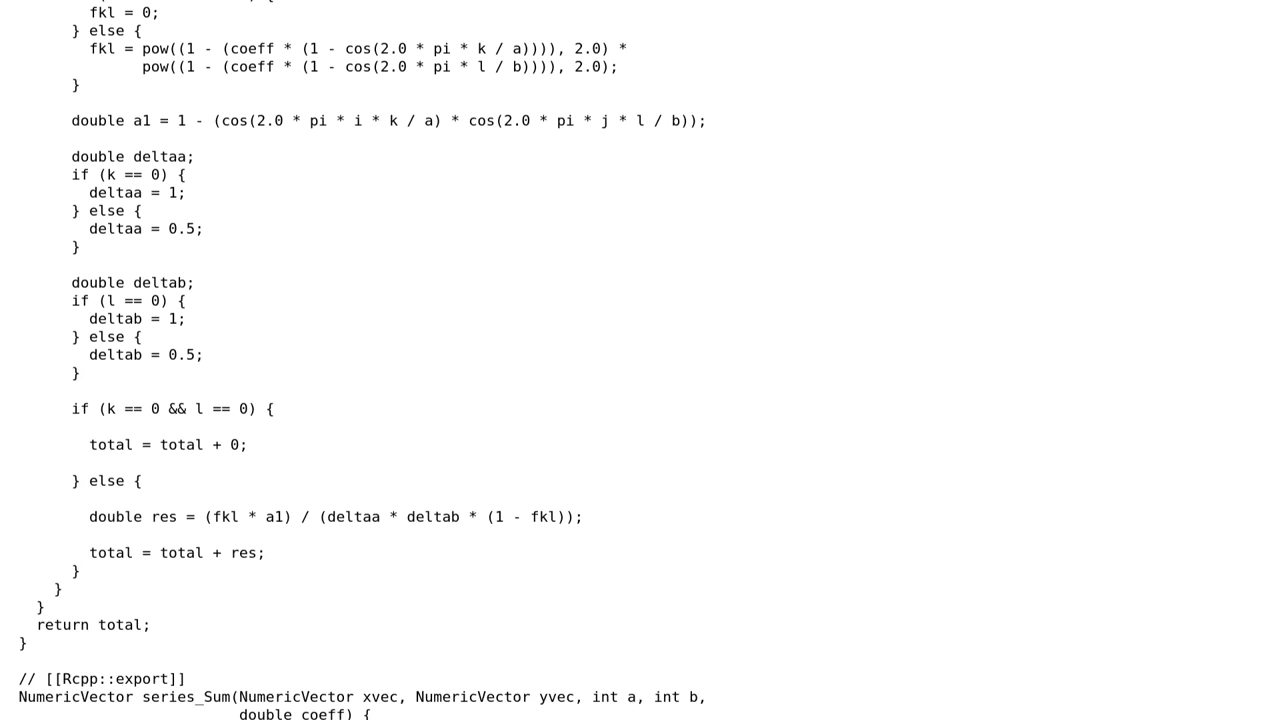 fkl = 0;
} else {
fkl = pow((1 - (coeff * (1 - cos(2.0 * pi * k / a)))), 2.0) *
pow((1 - (coeff * (1 - cos(2.0 * pi * l / b)))), 2.0);
}
double a1 = 1 - (cos(2.0 * pi * i * k / a) * cos(2.0 * pi * j * l / b));
double deltaa;
if (k == 0) {
deltaa = 1;
} else {
deltaa = 0.5;
}
double deltab;
if (l == 0) {
deltab = 1;
} else {
deltab = 0.5;
}
if (k == 0 && l == 0) {
total = total + 0;
} else {
double res = (fkl * a1) / (deltaa * deltab * (1 - fkl));
total = total + res;
}
}
}
return total;
}
// [[Rcpp::export]]
NumericVector series_Sum(NumericVector xvec, NumericVector yvec, int a, int b,
double coeff) {